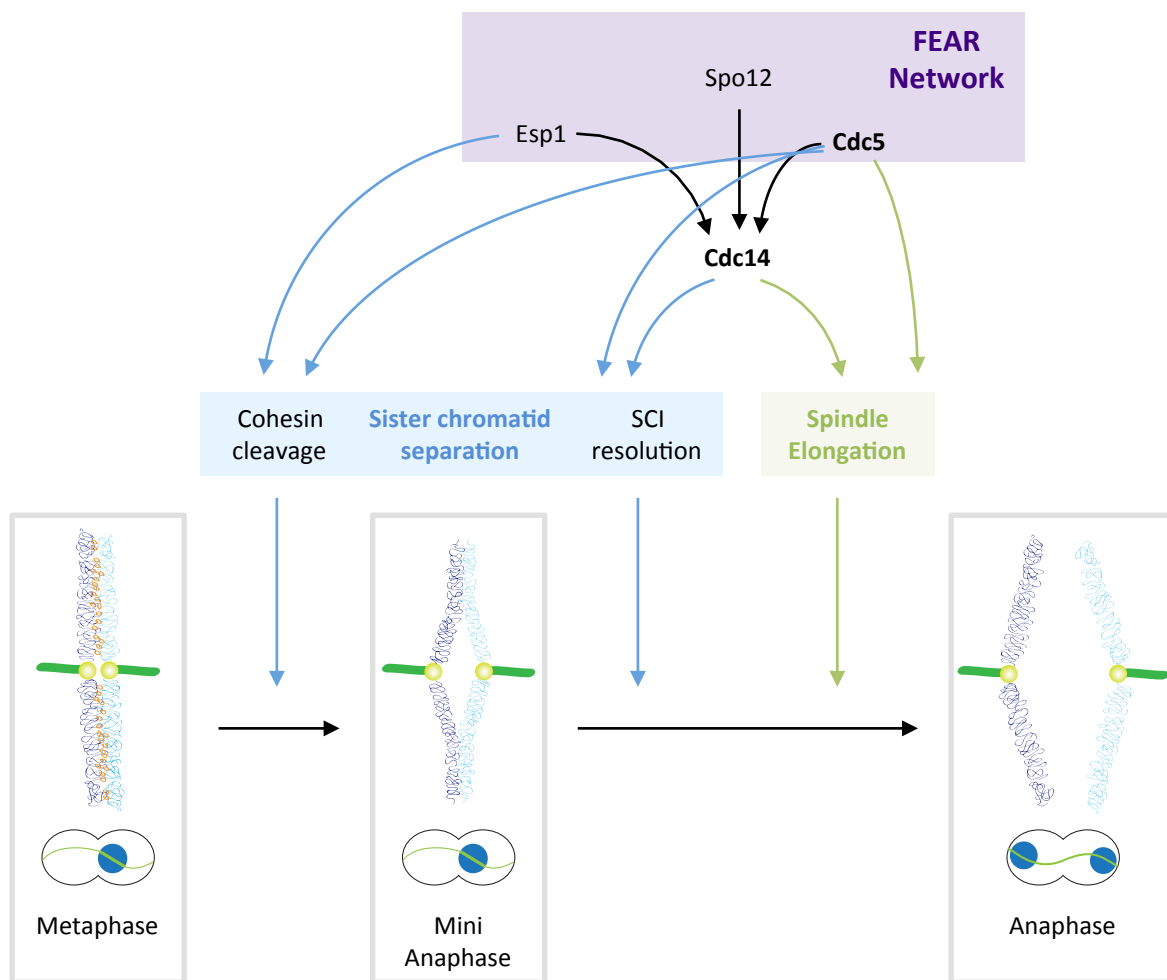 FEAR
Network
Spo12
Esp1
Cdc5
Cdc14
Cohesin
cleavage
Sister chromatid
separation
SCI
resolution
Spindle
Elongation
Metaphase
Mini
Anaphase
Anaphase